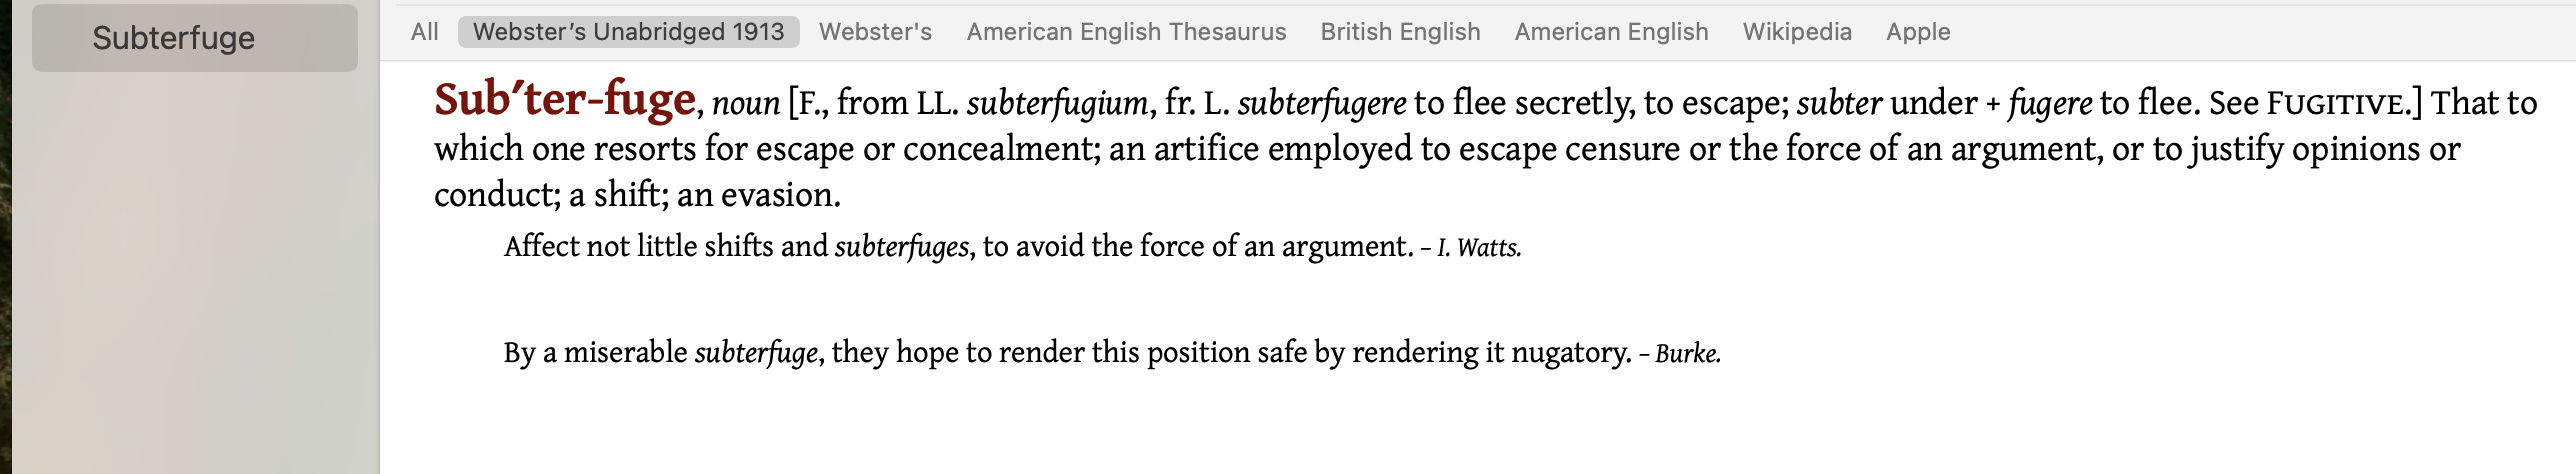 Subterfuge
All Webster’s Unabridged 1913 Webster's American English Thesaurus British English American English Wikipedia Apple
Sub′ter-fuge, noun [F., from LL. subterfugium, fr. L. subterfugere to flee secretly, to escape; subter under + fugere to flee. See FUGITIVE.] That to
which one resorts for escape or concealment; an artifice employed to escape censure or the force of an argument, or to justify opinions or
conduct; a shift; an evasion.
Affect not little shifts and subterfuges, to avoid the force of an argument. – I. Watts.
By a miserable subterfuge, they hope to render this position safe by rendering it nugatory. – Burke.